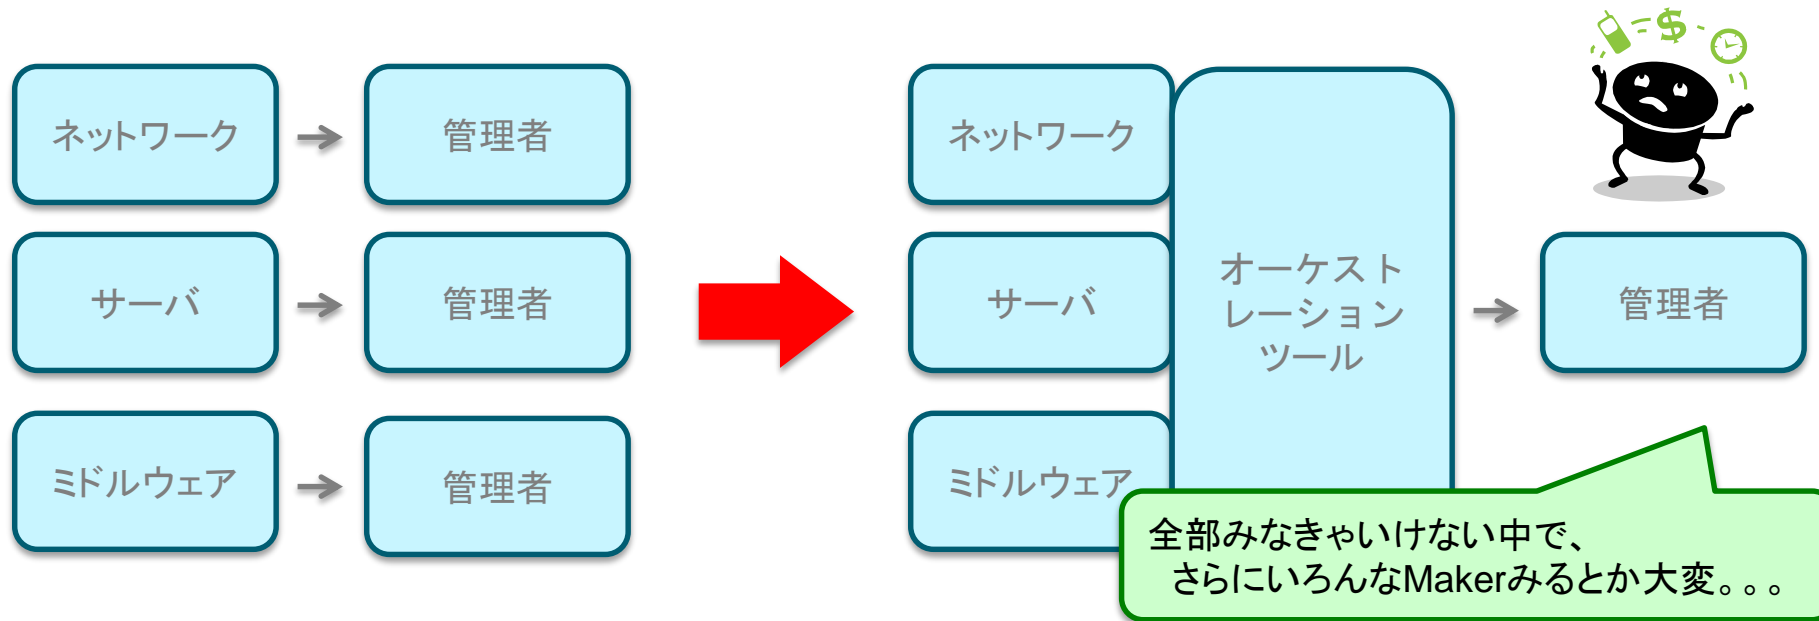 ネットワーク
管理者
サーバ
管理者
ミドルウェア
管理者
ネットワーク
サーバ
ミドルウェア
オーケスト
レーション
ツール
$
管理者
全部みなきゃいけない中で、
さらにいろんなMakerみるとか大変。。。